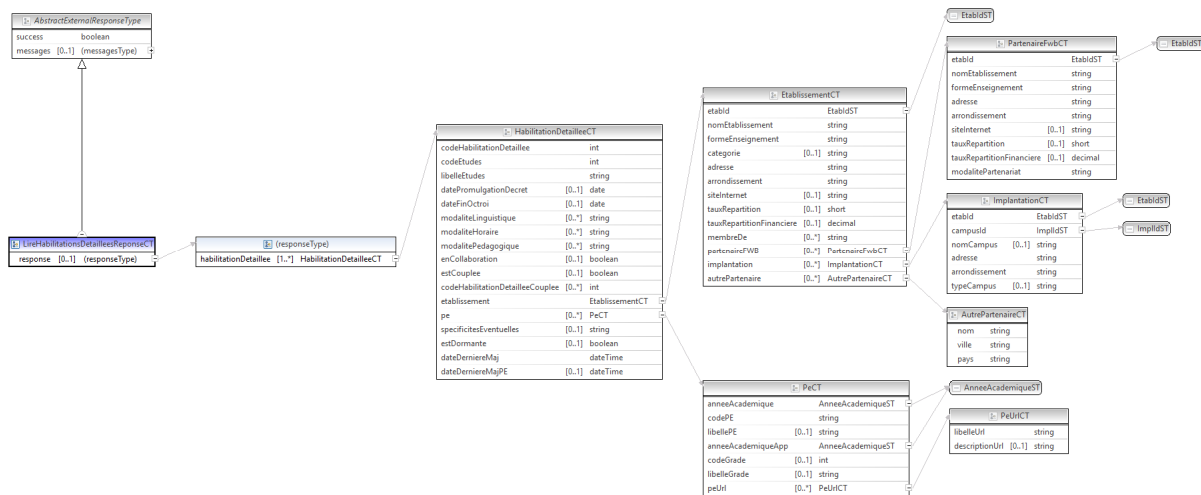 AbstractExternalResponseType
success boolean
messages [0..1] (messagesType)
LireHabilitationsDetailleesResponseCT
response [0..1] (responseType)
(responseType)
habilitationDetaillee [1..*] HabilitationDetailleeCT
HabilitationDetailleeCT
codeHabilitationDetaillee int
codeEtudes int
libelleEtudes string
datePromulgationDecret [0..1] date
dateFinOctroi [0..1] date
modaliteLinguistique [0..*] string
modaliteHoraire [0..*] string
modalitePedagogique [0..*] string
enCollaboration [0..1] boolean
estCouplee [0..1] boolean
codeHabilitationDetailleeCouplee [0..*] int
etablissement EtablissementCT
pe [0..*] PeCT
specificitesEventuelles [0..1] string
estDormante [0..1] boolean
dateDerniereMaj dateTime
dateDerniereMajPE [0..1] dateTime
EtablissementCT
etabId EtabIdST
nomEtablissement string
formeEnseignement string
categorie [0..1] string
adresse string
arrondissement string
siteInternet [0..1] string
tauxRepartition [0..1] short
tauxRepartitionFinanciere [0..1] decimal
membreDe [0..*] string
partenaireFWB [0..*] PartenaireFwbCT
implantation [0..*] ImplantationCT
autrePartenaire [0..*] AutrePartenaireCT
PeCT
anneeAcademique AnneeAcademiqueST
codePE string
libellePE [0..1] string
anneeAcademiqueApp AnneeAcademiqueST
codeGrade [0..1] int
libelleGrade [0..1] string
peUrl [0..*] PeUrlCT
EtabIdST
PartenaireFwbCT
etabId EtabIdST
nomEtablissement string
formeEnseignement string
adresse string
arrondissement string
siteInternet [0..1] string
tauxRepartition [0..1] short
tauxRepartitionFinanciere [0..1] decimal
modalitePartenariat string
EtabIdST
ImplantationCT
etabId EtabIdST
campusId ImplIdST
nomCampus [0..1] string
adresse string
arrondissement string
typeCampus [0..1] string
EtabIdST
ImplIdST
AutrePartenaireCT
nom string
ville string
pays string
AnneeAcademiqueST
PeUrlCT
libelleUrl string
descriptionUrl [0..1] string